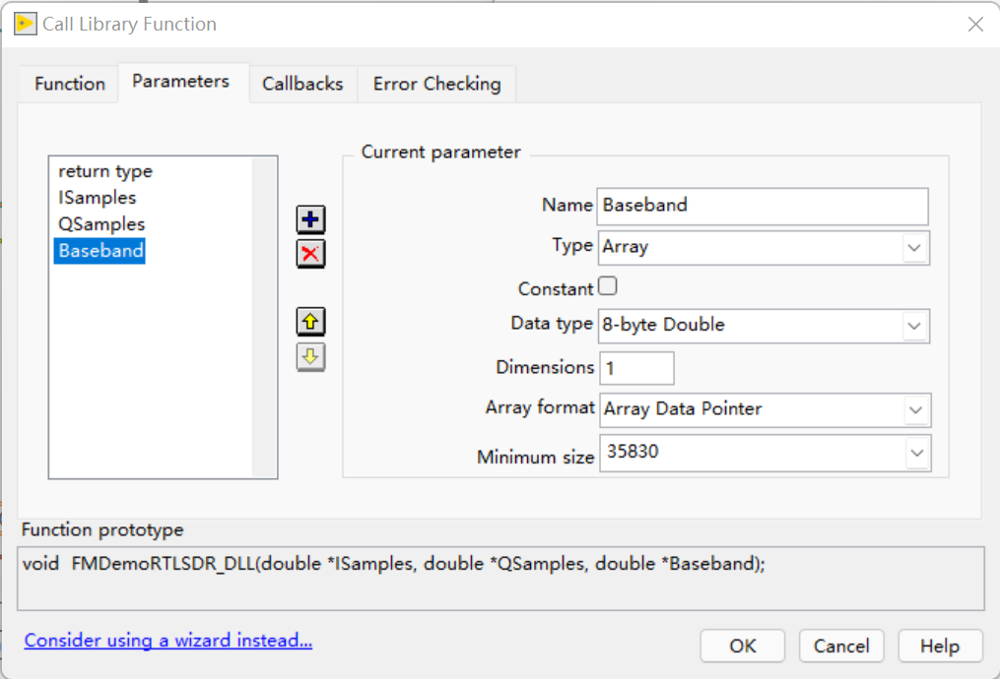 Call Library Function
Function Parameters Callbacks Error Checking
return type
ISamples
QSamples
Baseband
Current parameter
Name Baseband
Type Array
Constant
Data type 8-byte Double
Dimensions 1
Array format Array Data Pointer
Minimum size 35830
Function prototype
void FMDemoRTLSDR_DLL(double *ISamples, double *QSamples, double *Baseband);
Consider using a wizard instead...
OK Cancel Help